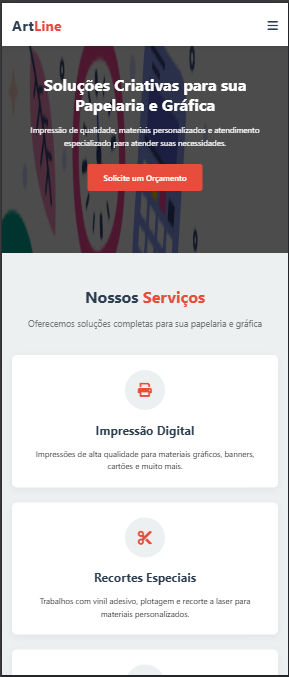 ArtLine
Soluções Criativas para sua
Papelaria e Gráfica
Impressão de qualidade, materiais personalizados e atendimento
especializado para atender suas necessidades.
Solicite um Orçamento
Nossos Serviços
Oferecemos soluções completas para sua papelaria e gráfica
Impressão Digital
Impressões de alta qualidade para materiais gráficos, banners,
cartões e muito mais.
Recortes Especiais
Trabalhos com vinil adesivo, plotagem e recorte a laser para
materiais personalizados.